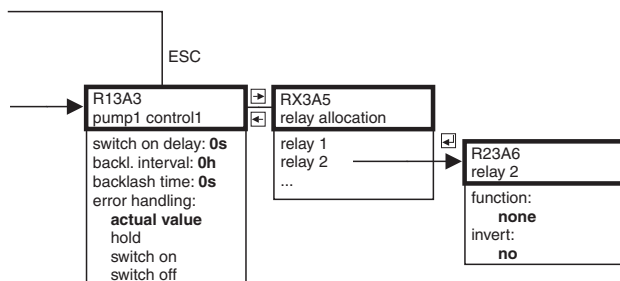 ESC
R13A3
pump1 control1
switch on delay: 0s
backl. interval: 0h
backlash time: 0s
error handling:
actual value
hold
switch on
switch off
RX3A5
relay allocation
relay 1
relay 2
...
R23A6
relay 2
function:
none
invert:
no